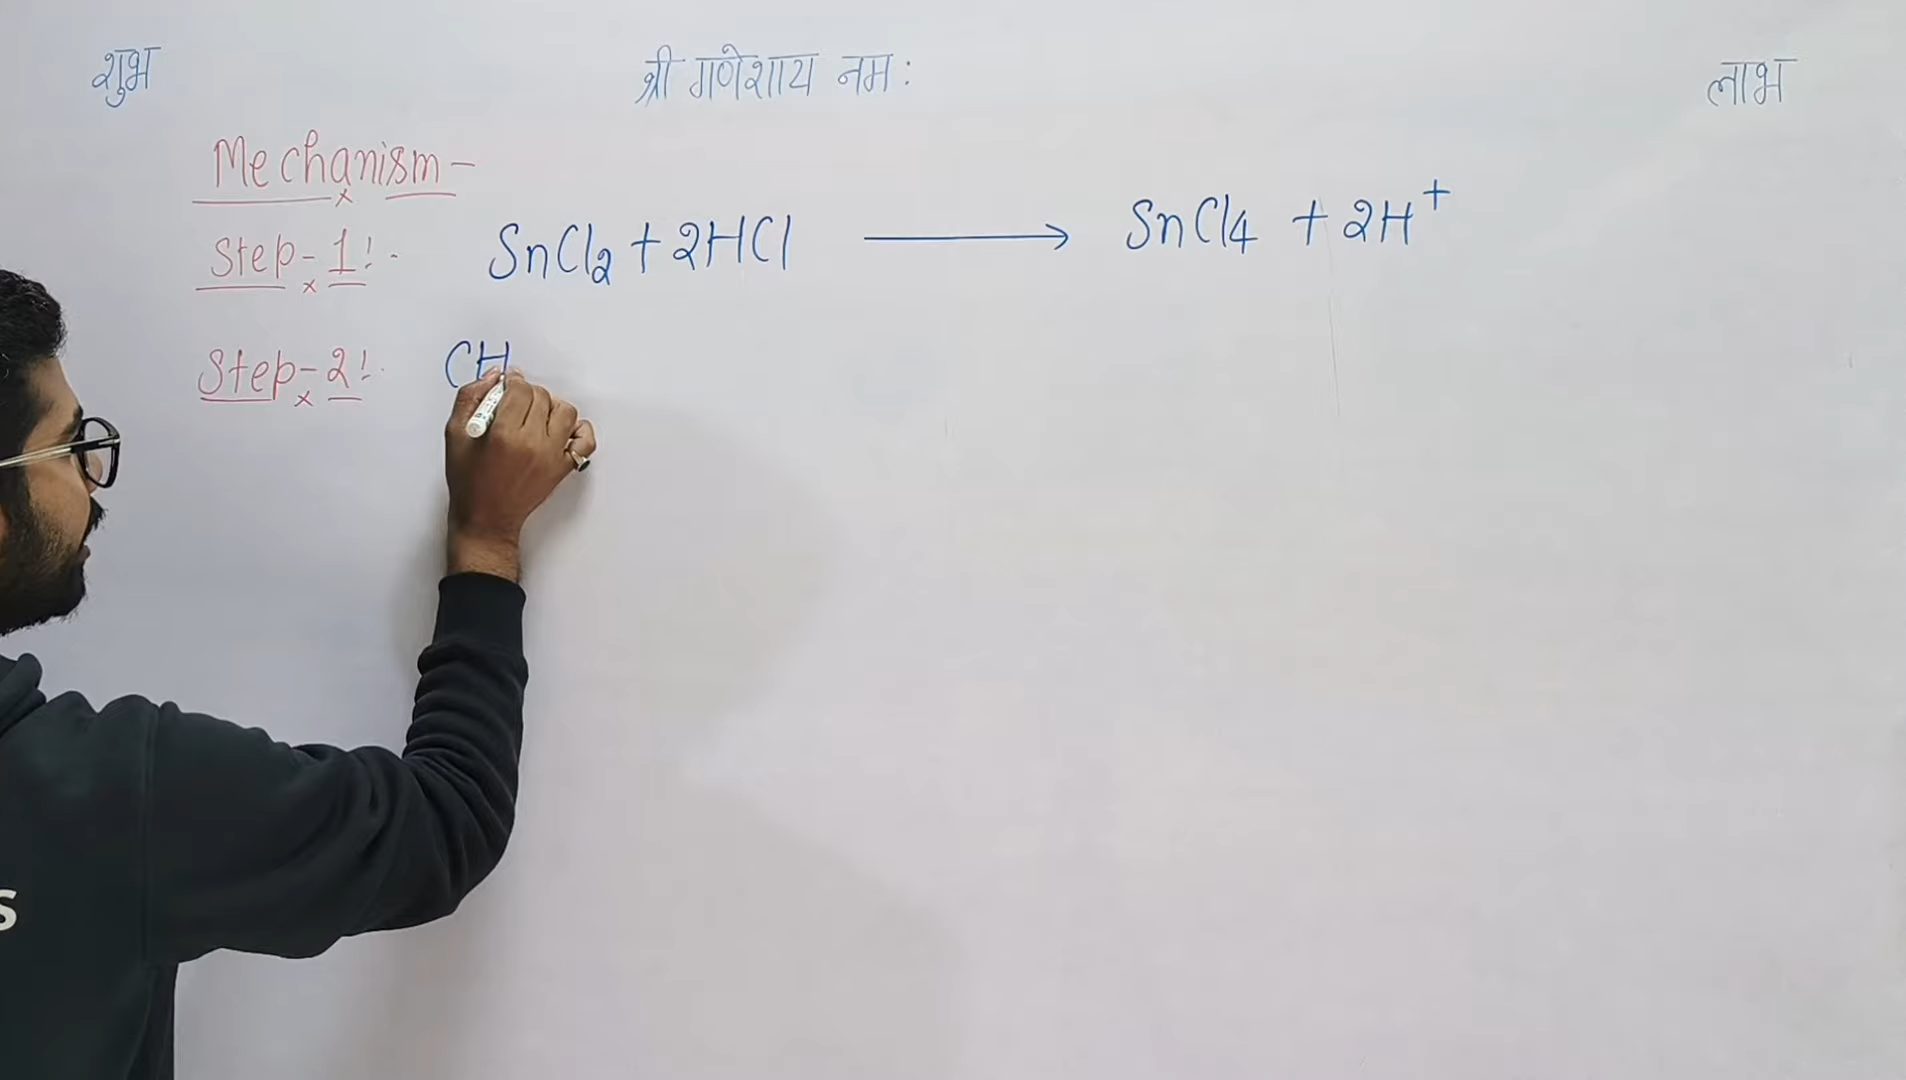 शुभ श्री गणेशाय नमः लाभ
Mechanism-
Step-1!- SnCl2 + 2HCl ⟶ SnCl4 + 2H+
Step-2!- CH
S